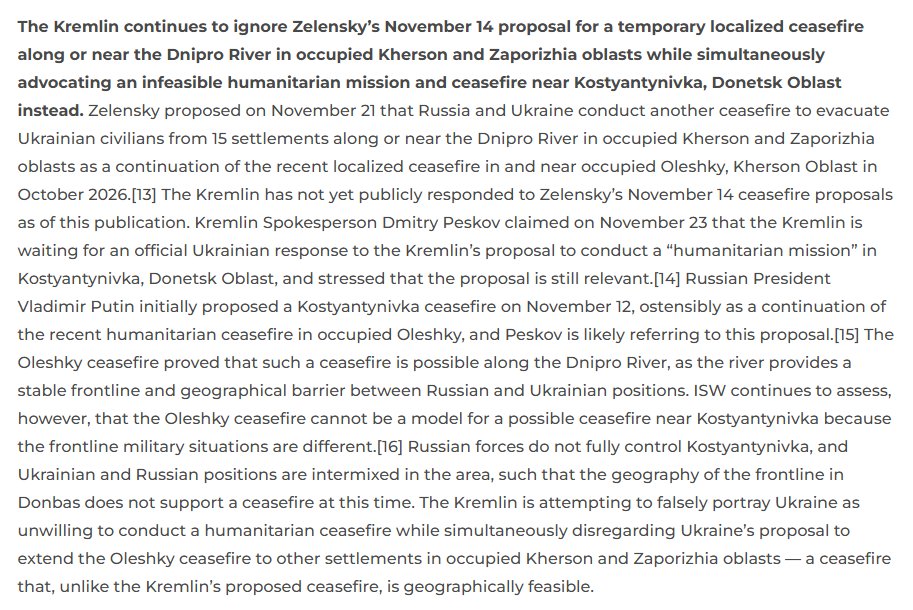 The Kremlin continues to ignore Zelensky’s November 14 proposal for a temporary localized ceasefire
along or near the Dnipro River in occupied Kherson and Zaporizhia oblasts while simultaneously
advocating an infeasible humanitarian mission and ceasefire near Kostyantynivka, Donetsk Oblast
instead. Zelensky proposed on November 21 that Russia and Ukraine conduct another ceasefire to evacuate
Ukrainian civilians from 15 settlements along or near the Dnipro River in occupied Kherson and Zaporizhia
oblasts as a continuation of the recent localized ceasefire in and near occupied Oleshky, Kherson Oblast in
October 2026.[13] The Kremlin has not yet publicly responded to Zelensky’s November 14 ceasefire proposals
as of this publication. Kremlin Spokesperson Dmitry Peskov claimed on November 23 that the Kremlin is
waiting for an official Ukrainian response to the Kremlin’s proposal to conduct a “humanitarian mission” in
Kostyantynivka, Donetsk Oblast, and stressed that the proposal is still relevant.[14] Russian President
Vladimir Putin initially proposed a Kostyantynivka ceasefire on November 12, ostensibly as a continuation of
the recent humanitarian ceasefire in occupied Oleshky, and Peskov is likely referring to this proposal.[15] The
Oleshky ceasefire proved that such a ceasefire is possible along the Dnipro River, as the river provides a
stable frontline and geographical barrier between Russian and Ukrainian positions. ISW continues to assess,
however, that the Oleshky ceasefire cannot be a model for a possible ceasefire near Kostyantynivka because
the frontline military situations are different.[16] Russian forces do not fully control Kostyantynivka, and
Ukrainian and Russian positions are intermixed in the area, such that the geography of the frontline in
Donbas does not support a ceasefire at this time. The Kremlin is attempting to falsely portray Ukraine as
unwilling to conduct a humanitarian ceasefire while simultaneously disregarding Ukraine’s proposal to
extend the Oleshky ceasefire to other settlements in occupied Kherson and Zaporizhia oblasts — a ceasefire
that, unlike the Kremlin’s proposed ceasefire, is geographically feasible.